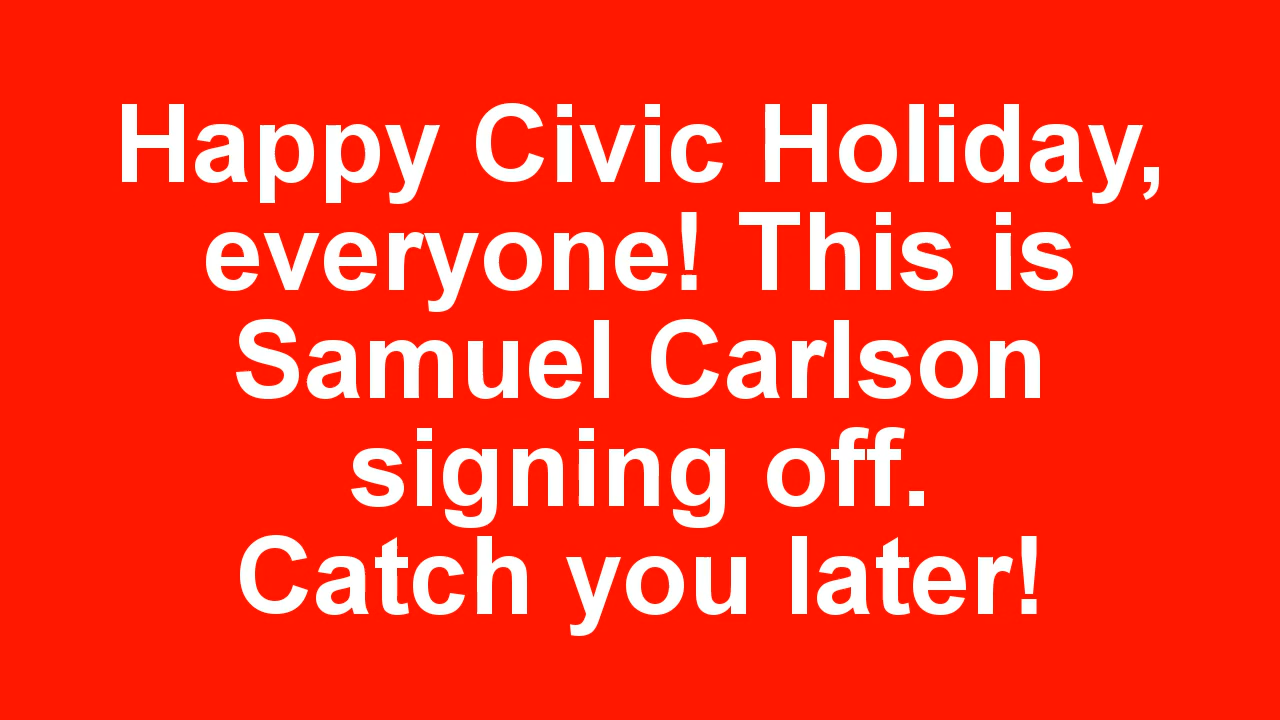 Happy Civic Holiday,
everyone! This is
Samuel Carlson
signing off.
Catch you later!